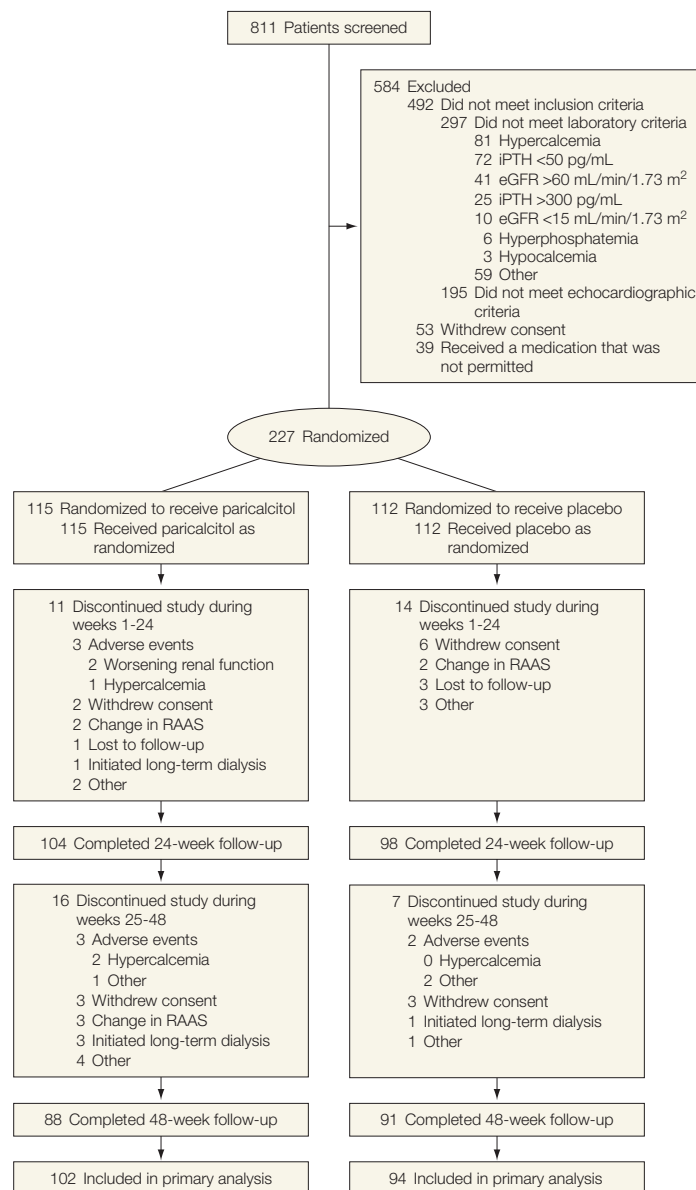 811 Patients screened
584 Excluded
492 Did not meet inclusion criteria
297 Did not meet laboratory criteria
81 Hypercalcemia
72 iPTH <50 pg/mL
41 eGFR >60 mL/min/1.73 m²
25 iPTH >300 pg/mL
10 eGFR <15 mL/min/1.73 m²
6 Hyperphosphatemia
3 Hypocalcemia
59 Other
195 Did not meet echocardiographic
criteria
53 Withdrew consent
39 Received a medication that was
not permitted
227 Randomized
115 Randomized to receive paricalcitol
115 Received paricalcitol as
randomized
112 Randomized to receive placebo
112 Received placebo as
randomized
11 Discontinued study during
weeks 1-24
3 Adverse events
2 Worsening renal function
1 Hypercalcemia
2 Withdrew consent
2 Change in RAAS
1 Lost to follow-up
1 Initiated long-term dialysis
2 Other
14 Discontinued study during
weeks 1-24
6 Withdrew consent
2 Change in RAAS
3 Lost to follow-up
3 Other
104 Completed 24-week follow-up
98 Completed 24-week follow-up
16 Discontinued study during
weeks 25-48
3 Adverse events
2 Hypercalcemia
1 Other
3 Withdrew consent
3 Change in RAAS
3 Initiated long-term dialysis
4 Other
7 Discontinued study during
weeks 25-48
2 Adverse events
0 Hypercalcemia
2 Other
3 Withdrew consent
1 Initiated long-term dialysis
1 Other
88 Completed 48-week follow-up
91 Completed 48-week follow-up
102 Included in primary analysis
94 Included in primary analysis